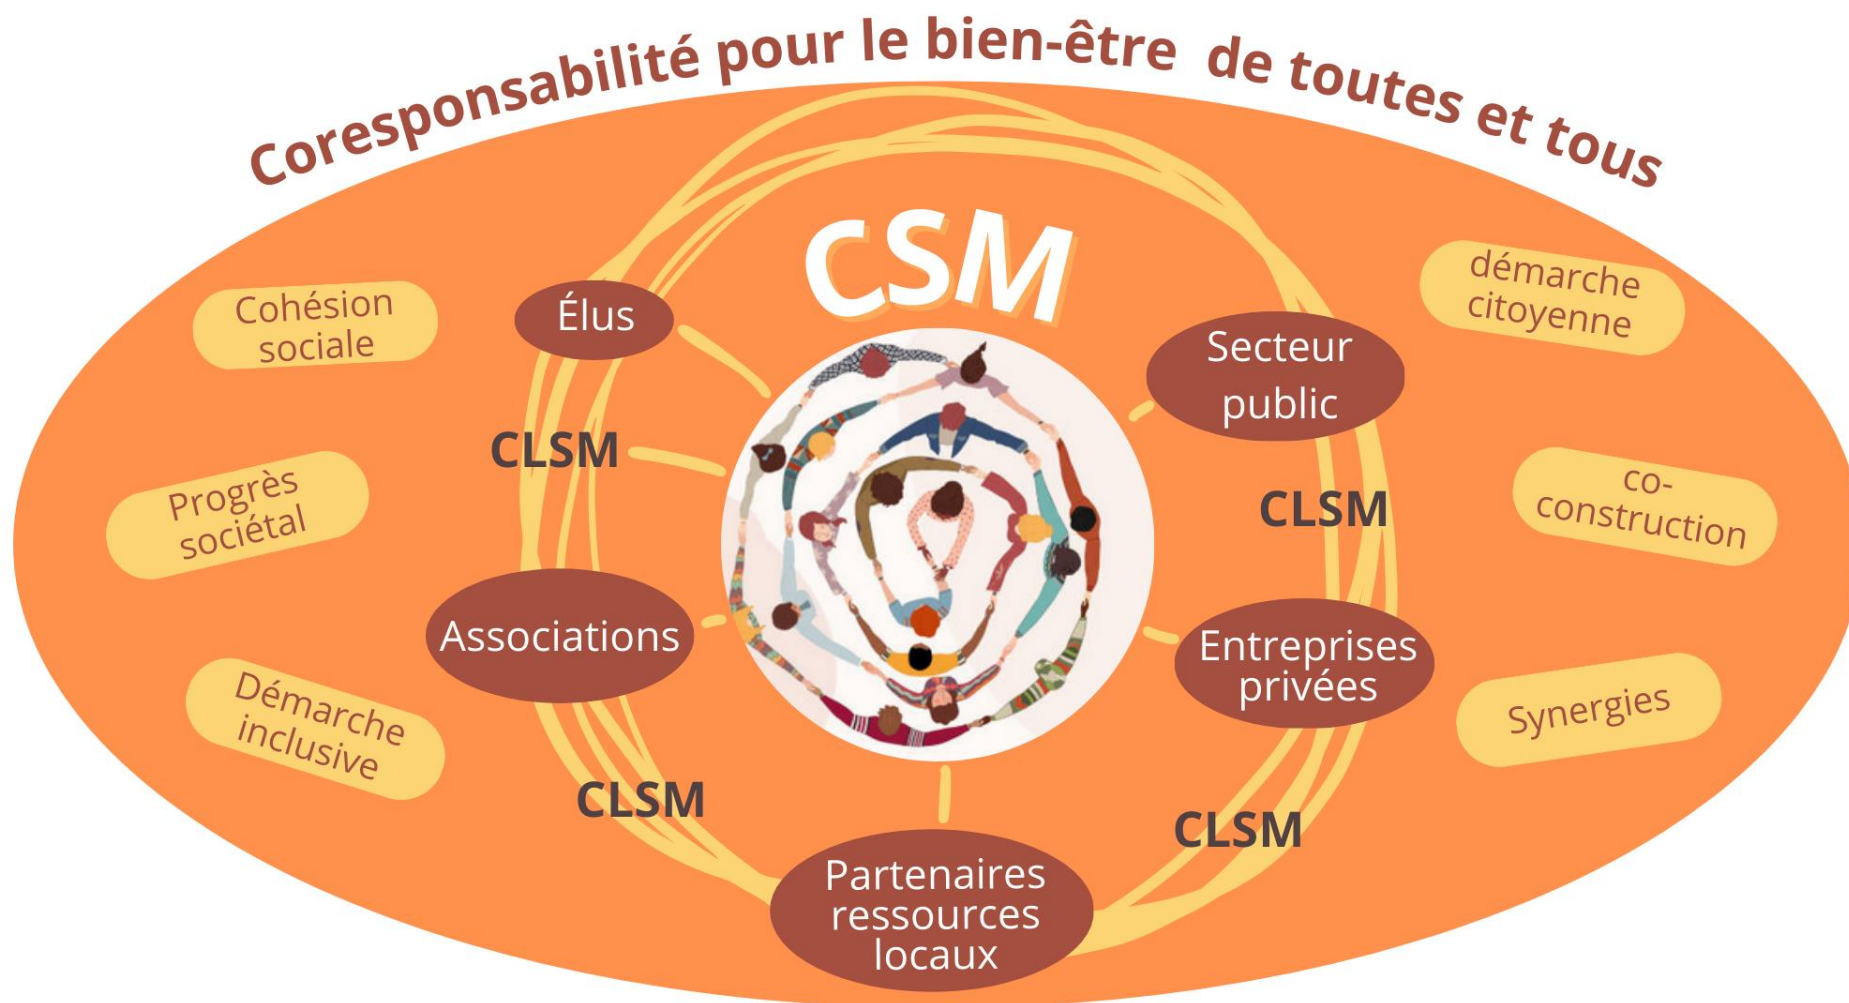 Coresponsabilité pour le bien-être de toutes et tous
CSM
Cohésion
sociale
Élus
Secteur
public
démarche
citoyenne
CLSM
Progrès
sociétal
CLSM
co-
construction
Associations
Entreprises
privées
Démarche
inclusive
Synergies
CLSM
CLSM
Partenaires
ressources
locaux